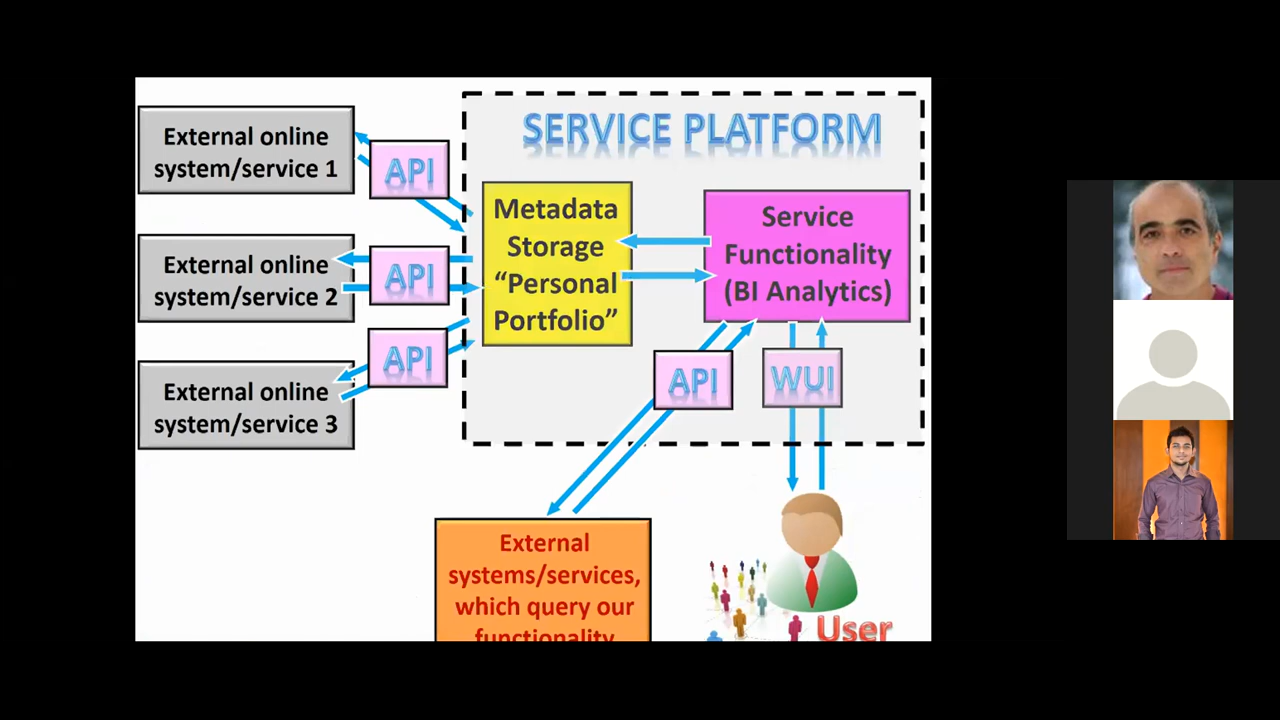 SERVICE PLATFORM
External online
system/service 1
API
External online
system/service 2
API
External online
system/service 3
API
Metadata
Storage
“Personal
Portfolio”
Service
Functionality
(BI Analytics)
API
WUI
External
systems/services,
which query our
functionality
User